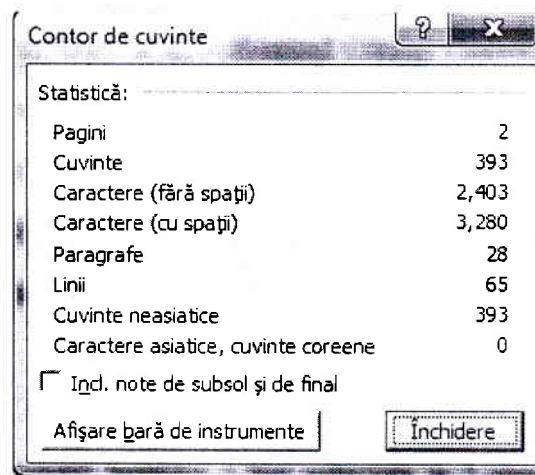 Contor de cuvinte
Statistică:
Pagini 2
Cuvinte 393
Caractere (fără spații) 2,403
Caractere (cu spații) 3,280
Paragrafe 28
Linii 65
Cuvinte neasiatice 393
Caractere asiatice, cuvinte coreene 0
Incl. note de subsol și de final
Afișare bară de instrumente Închidere